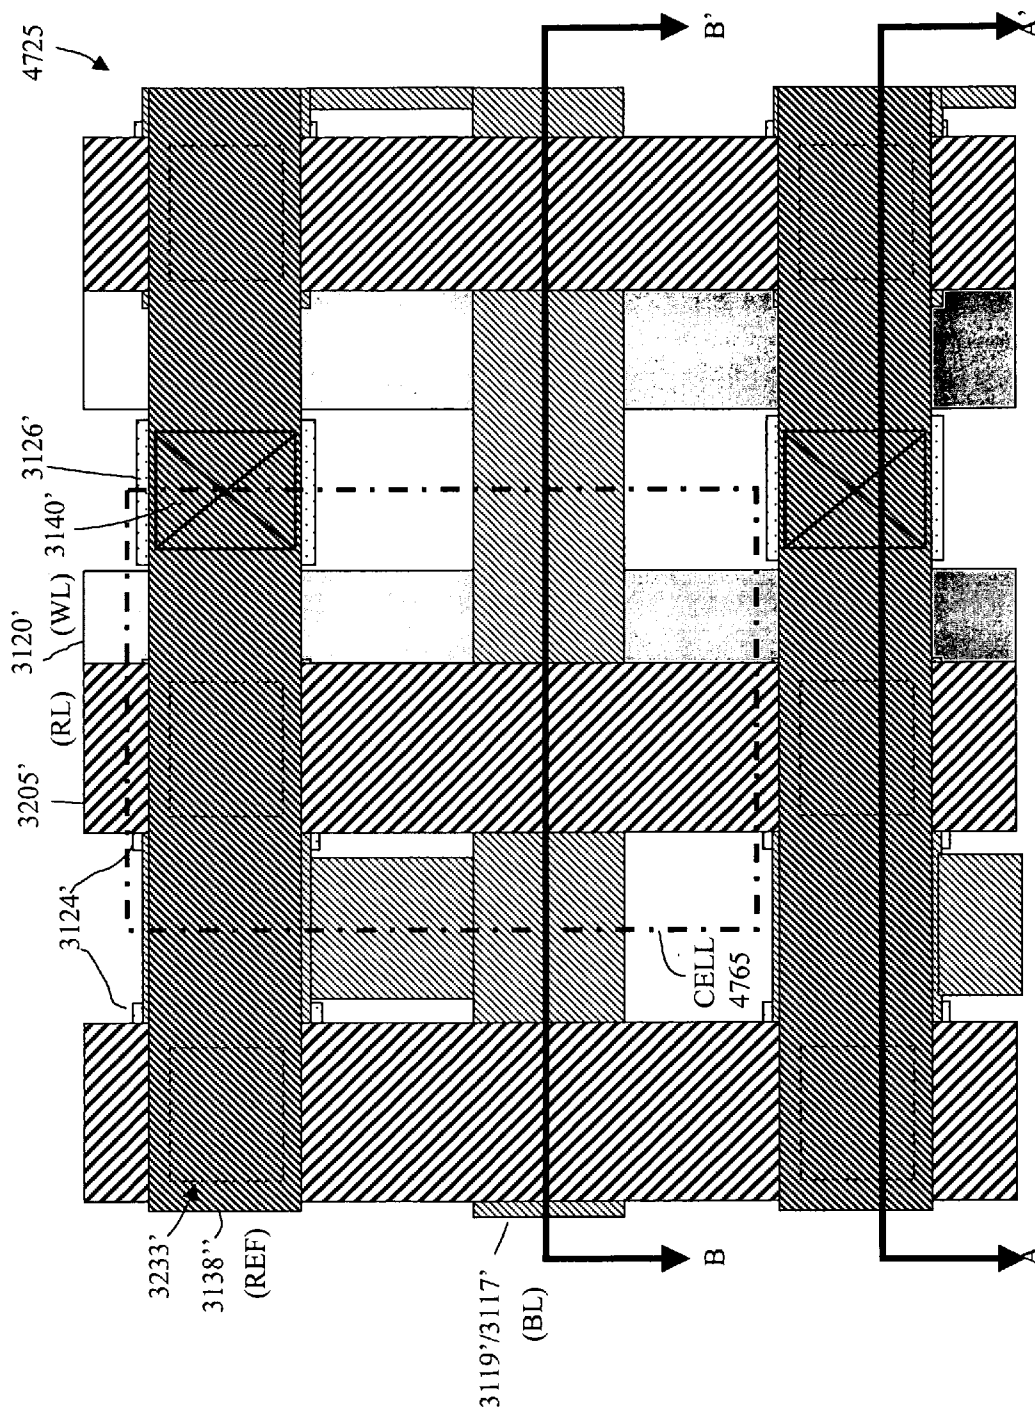 4725
B'
A'
3126'
3140'
3120'
(WL)
(RL)
3205'
3124'
CELL
4765
3233'
3138''
(REF)
3119'/3117'
(BL)
B
A